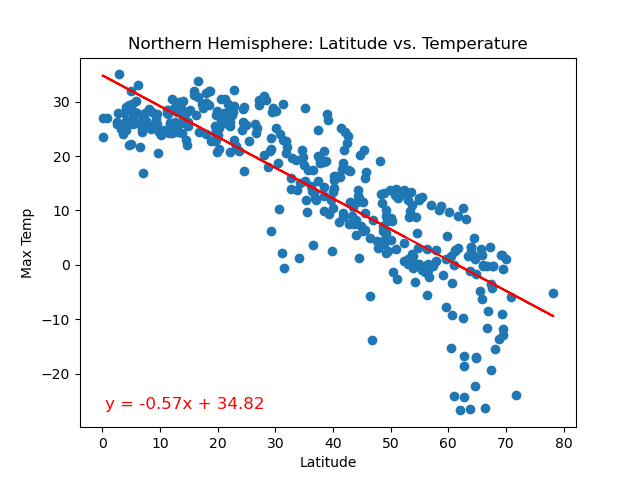 Northern Hemisphere: Latitude vs. Temperature
Max Temp
30
20
10
0
−10
−20
y = -0.57x + 34.82
0 10 20 30 40 50 60 70 80
Latitude